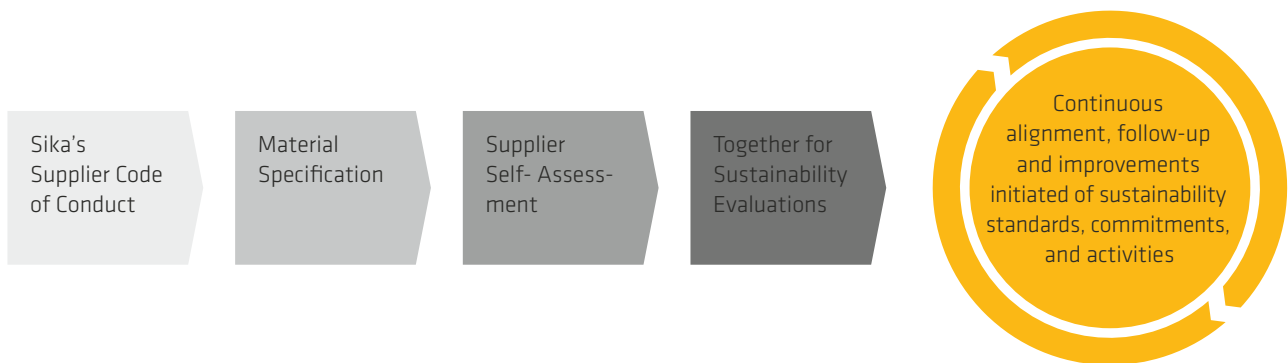 Sika’s
Supplier Code
of Conduct
Material
Specification
Supplier
Self- Assess-
ment
Together for
Sustainability
Evaluations
Continuous
alignment, follow-up
and improvements
initiated of sustainability
standards, commitments,
and activities